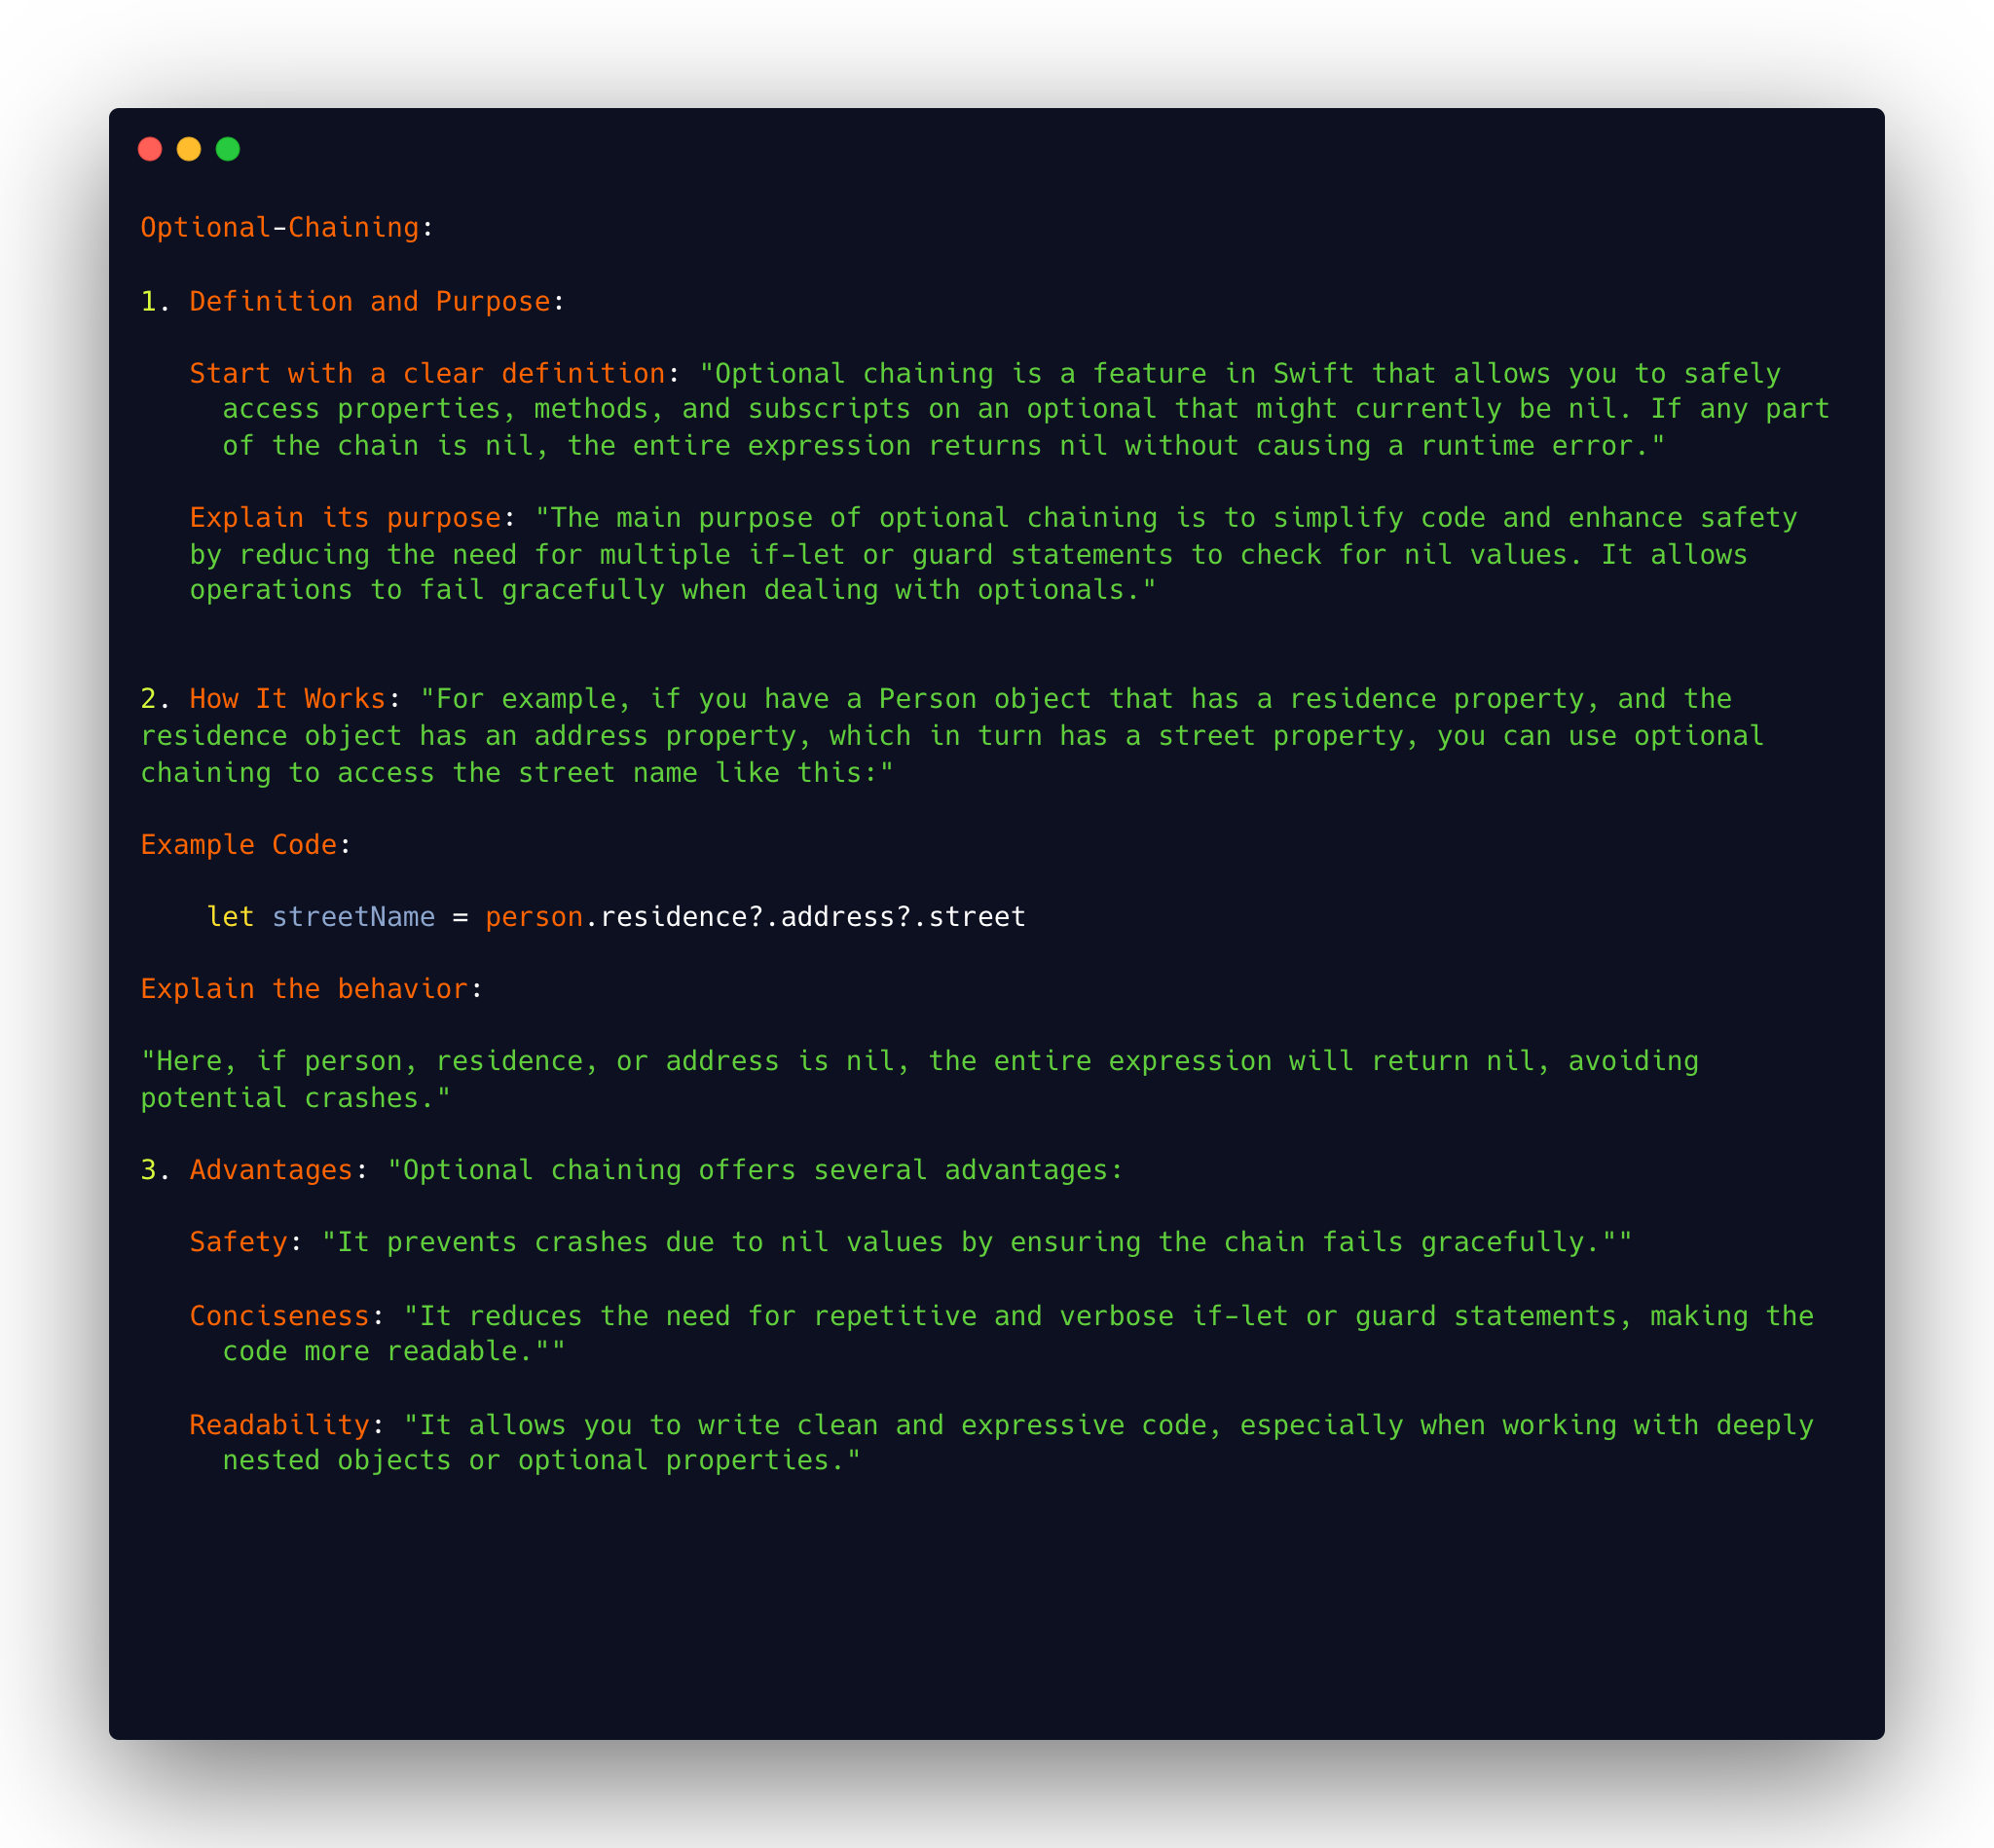 Optional-Chaining:
1. Definition and Purpose:
Start with a clear definition: "Optional chaining is a feature in Swift that allows you to safely
access properties, methods, and subscripts on an optional that might currently be nil. If any part
of the chain is nil, the entire expression returns nil without causing a runtime error."
Explain its purpose: "The main purpose of optional chaining is to simplify code and enhance safety
by reducing the need for multiple if-let or guard statements to check for nil values. It allows
operations to fail gracefully when dealing with optionals."
2. How It Works: "For example, if you have a Person object that has a residence property, and the
residence object has an address property, which in turn has a street property, you can use optional
chaining to access the street name like this:"
Example Code:
let streetName = person.residence?.address?.street
Explain the behavior:
"Here, if person, residence, or address is nil, the entire expression will return nil, avoiding
potential crashes."
3. Advantages: "Optional chaining offers several advantages:
Safety: "It prevents crashes due to nil values by ensuring the chain fails gracefully.""
Conciseness: "It reduces the need for repetitive and verbose if-let or guard statements, making the
code more readable.""
Readability: "It allows you to write clean and expressive code, especially when working with deeply
nested objects or optional properties."